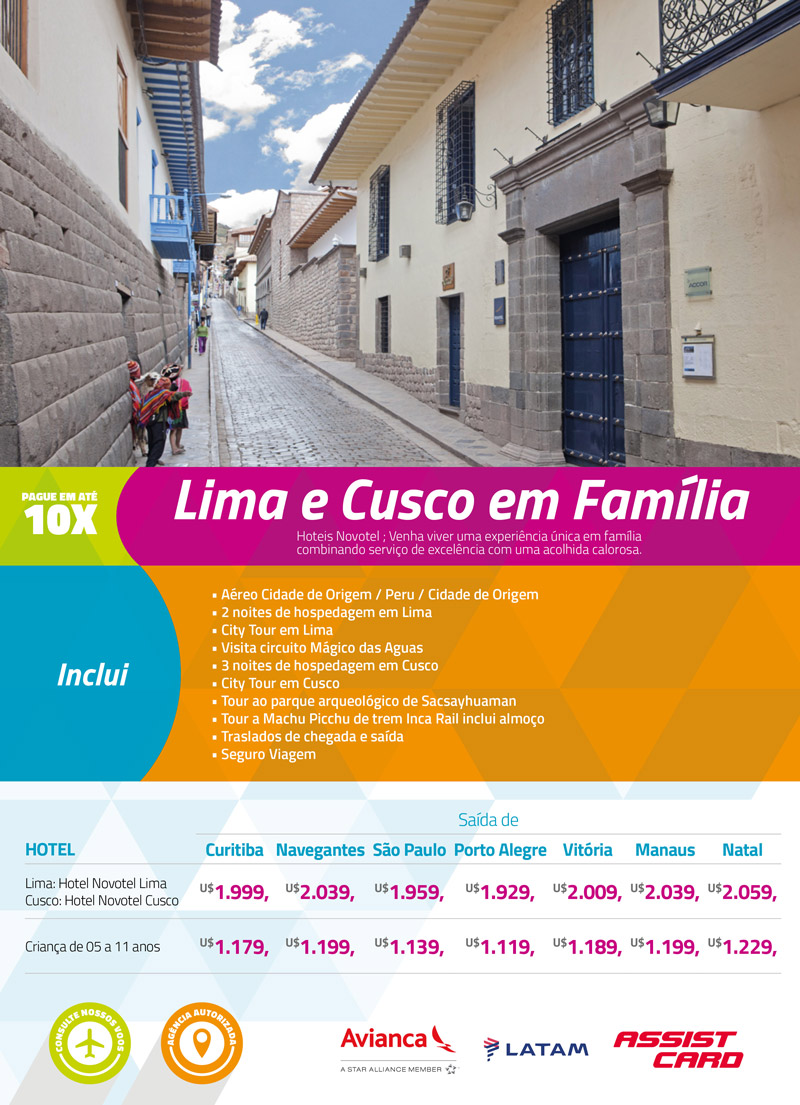 ACCOR
PAGUE EM ATÉ
10X
Lima e Cusco em Família
Hoteis Novotel ; Venha viver uma experiência única em família
combinando serviço de excelência com uma acolhida calorosa.
Inclui
• Aéreo Cidade de Origem / Peru / Cidade de Origem
• 2 noites de hospedagem em Lima
• City Tour em Lima
• Visita circuito Mágico das Aguas
• 3 noites de hospedagem em Cusco
• City Tour em Cusco
• Tour ao parque arqueológico de Sacsayhuaman
• Tour a Machu Picchu de trem Inca Rail inclui almoço
• Traslados de chegada e saída
• Seguro Viagem
Saída de
HOTEL Curitiba Navegantes São Paulo Porto Alegre Vitória Manaus Natal
Lima: Hotel Novotel Lima
Cusco: Hotel Novotel Cusco
U$1.999, U$2.039, U$1.959, U$1.929, U$2.009, U$2.039, U$2.059,
Criança de 05 a 11 anos U$1.179, U$1.199, U$1.139, U$1.119, U$1.189, U$1.199, U$1.229,
CONSULTE NOSSOS VOOS
AGÊNCIA AUTORIZADA
Avianca
A STAR ALLIANCE MEMBER
LATAM
ASSIST CARD